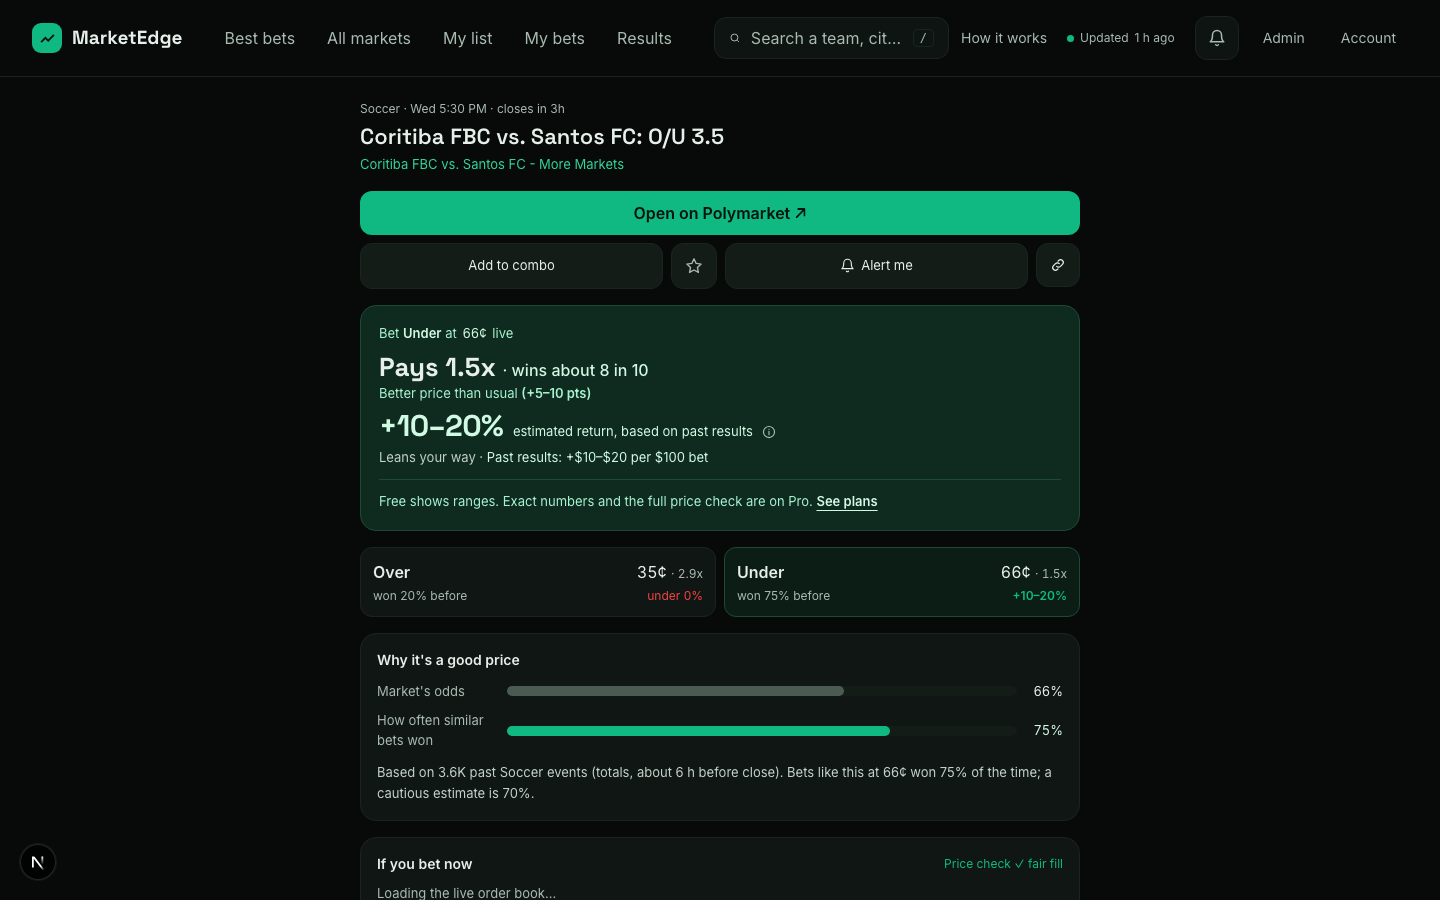 MarketEdge
Best bets
All markets
My list
My bets
Results
Search a team, cit...
/
How it works
Updated 1 h ago
Admin
Account
Soccer · Wed 5:30 PM · closes in 3h
Coritiba FBC vs. Santos FC: O/U 3.5
Coritiba FBC vs. Santos FC - More Markets
Open on Polymarket ↗
Add to combo
Alert me
Bet Under at 66¢ live
Pays 1.5x · wins about 8 in 10
Better price than usual (+5–10 pts)
+10–20% estimated return, based on past results
Leans your way · Past results: +$10–$20 per $100 bet
Free shows ranges. Exact numbers and the full price check are on Pro. See plans
Over 35¢ · 2.9x
won 20% before under 0%
Under 66¢ · 1.5x
won 75% before +10–20%
Why it's a good price
Market's odds 66%
How often similar
bets won 75%
Based on 3.6K past Soccer events (totals, about 6 h before close). Bets like this at 66¢ won 75% of the time; a
cautious estimate is 70%.
If you bet now
Price check ✓ fair fill
Loading the live order book...
N